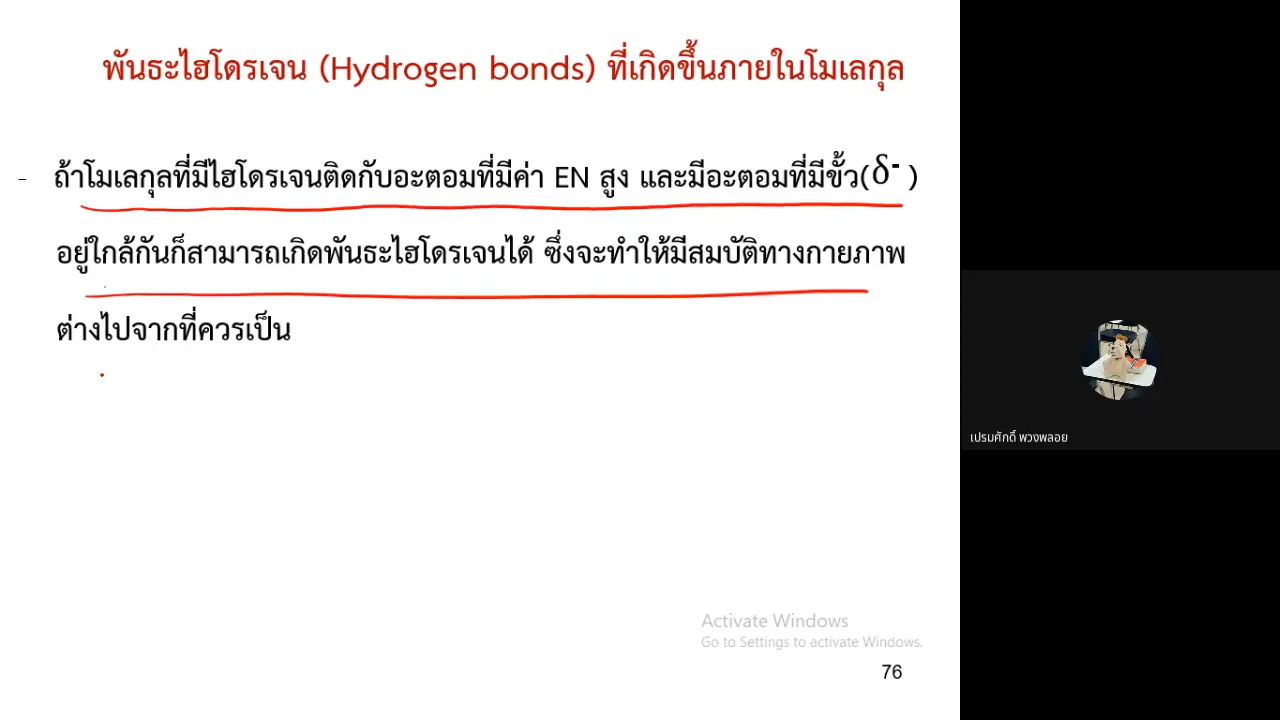 พันธะไฮโดรเจน (Hydrogen bonds) ที่เกิดขึ้นภายในโมเลกุล
- ถ้าโมเลกุลที่มีไฮโดรเจนติดกับอะตอมที่มีค่า EN สูง และมีอะตอมที่มีขั้ว(δ- )
อยู่ใกล้กันก็สามารถเกิดพันธะไฮโดรเจนได้ ซึ่งจะทำให้มีสมบัติทางกายภาพ
ต่างไปจากที่ควรเป็น
เปรมศักดิ์ พวงพลอย
Activate Windows
Go to Settings to activate Windows.
76